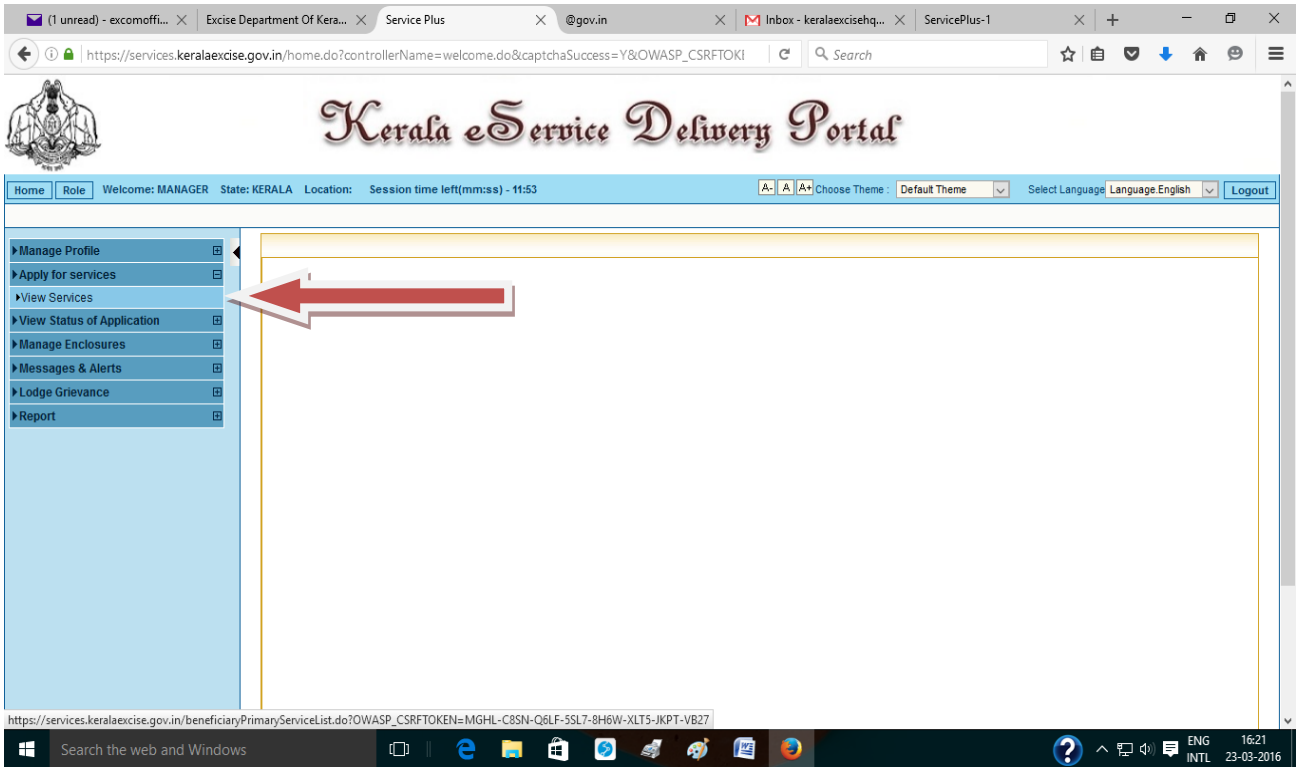 (1 unread) - excomoffi... Excise Department Of Kera... Service Plus @gov.in Inbox - keralaexcisehq... ServicePlus-1
https://services.keralaexcise.gov.in/home.do?controllerName=welcome.do&captchaSuccess=Y&OWASP_CSRFTOKE Search
Kerala eService Delivery Portal
Home Role Welcome: MANAGER State: KERALA Location: Session time left(mm:ss) - 11:53 A- A A+ Choose Theme : Default Theme Select Language Language.English Logout
Manage Profile
Apply for services
View Services
View Status of Application
Manage Enclosures
Messages & Alerts
Lodge Grievance
Report
https://services.keralaexcise.gov.in/beneficiaryPrimaryServiceList.do?OWASP_CSRFTOKEN=MGHL-C8SN-Q6LF-5SL7-8H6W-XLT5-JKPT-VB27
Search the web and Windows ENG 16:21
INTL 23-03-2016